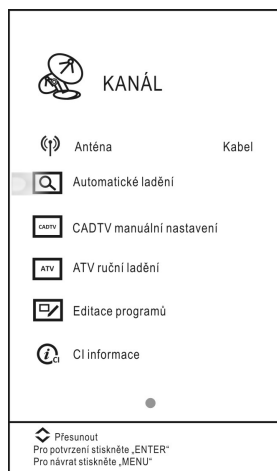 KANÁL
Anténa Kabel
Automatické ladění
CADTV CADTV manuální nastavení
ATV ATV ruční ladění
Editace programů
CI CI informace
Přesunout
Pro potvrzení stiskněte „ENTER“
Pro návrat stiskněte „MENU“